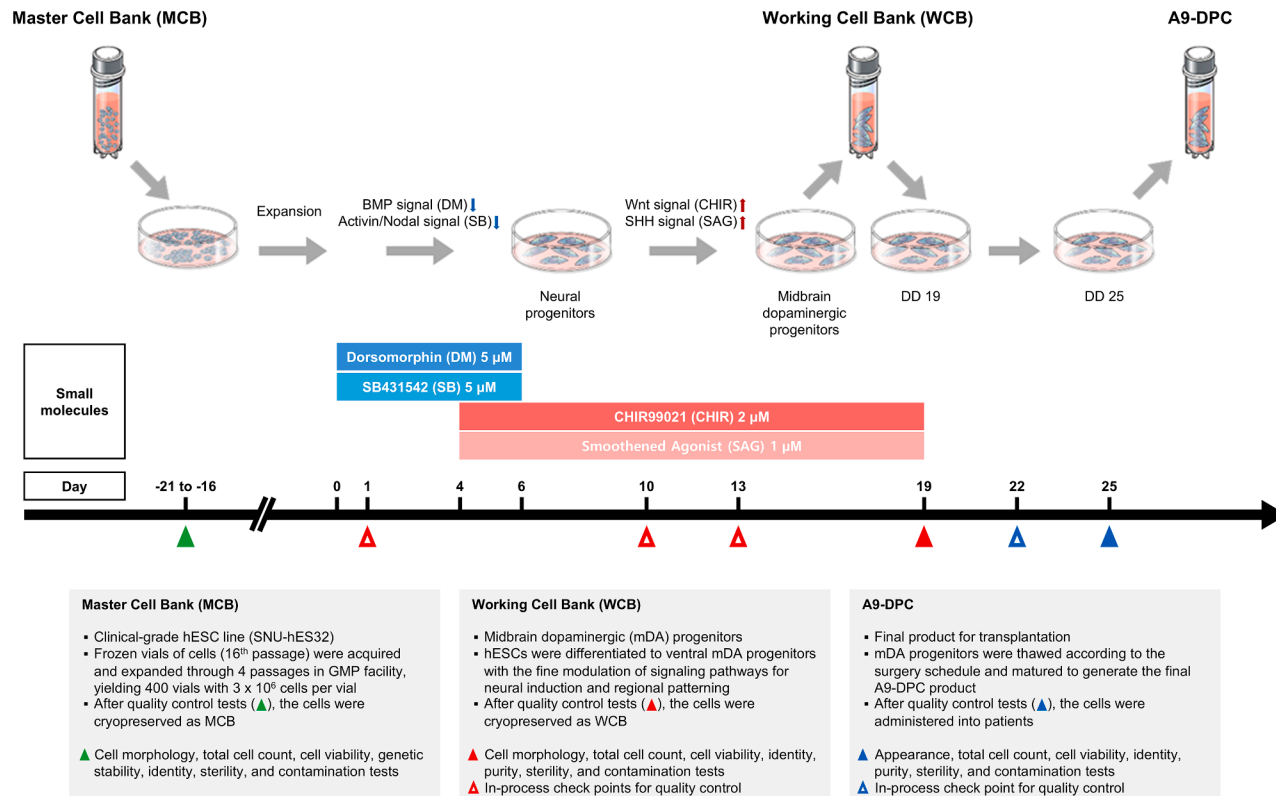 Master Cell Bank (MCB)
Working Cell Bank (WCB)
A9-DPC
Expansion
BMP signal (DM)
Activin/Nodal signal (SB)
Wnt signal (CHIR)
SHH signal (SAG)
Neural
progenitors
Midbrain
dopaminergic
progenitors
DD 19
DD 25
Small
molecules
Dorsomorphin (DM) 5 µM
SB431542 (SB) 5 µM
CHIR99021 (CHIR) 2 µM
Smoothened Agonist (SAG) 1 µM
Day
-21 to -16
0
1
4
6
10
13
19
22
25
Master Cell Bank (MCB)
▪ Clinical-grade hESC line (SNU-hES32)
▪ Frozen vials of cells (16th passage) were acquired
and expanded through 4 passages in GMP facility,
yielding 400 vials with 3 x 10⁶ cells per vial
▪ After quality control tests (▲), the cells were
cryopreserved as MCB
▲ Cell morphology, total cell count, cell viability, genetic
stability, identity, sterility, and contamination tests
Working Cell Bank (WCB)
▪ Midbrain dopaminergic (mDA) progenitors
▪ hESCs were differentiated to ventral mDA progenitors
with the fine modulation of signaling pathways for
neural induction and regional patterning
▪ After quality control tests (▲), the cells were
cryopreserved as WCB
▲ Cell morphology, total cell count, cell viability, identity,
purity, sterility, and contamination tests
△ In-process check points for quality control
A9-DPC
▪ Final product for transplantation
▪ mDA progenitors were thawed according to the
surgery schedule and matured to generate the final
A9-DPC product
▪ After quality control tests (▲), the cells were
administered into patients
▲ Appearance, total cell count, cell viability, identity,
purity, sterility, and contamination tests
△ In-process check point for quality control